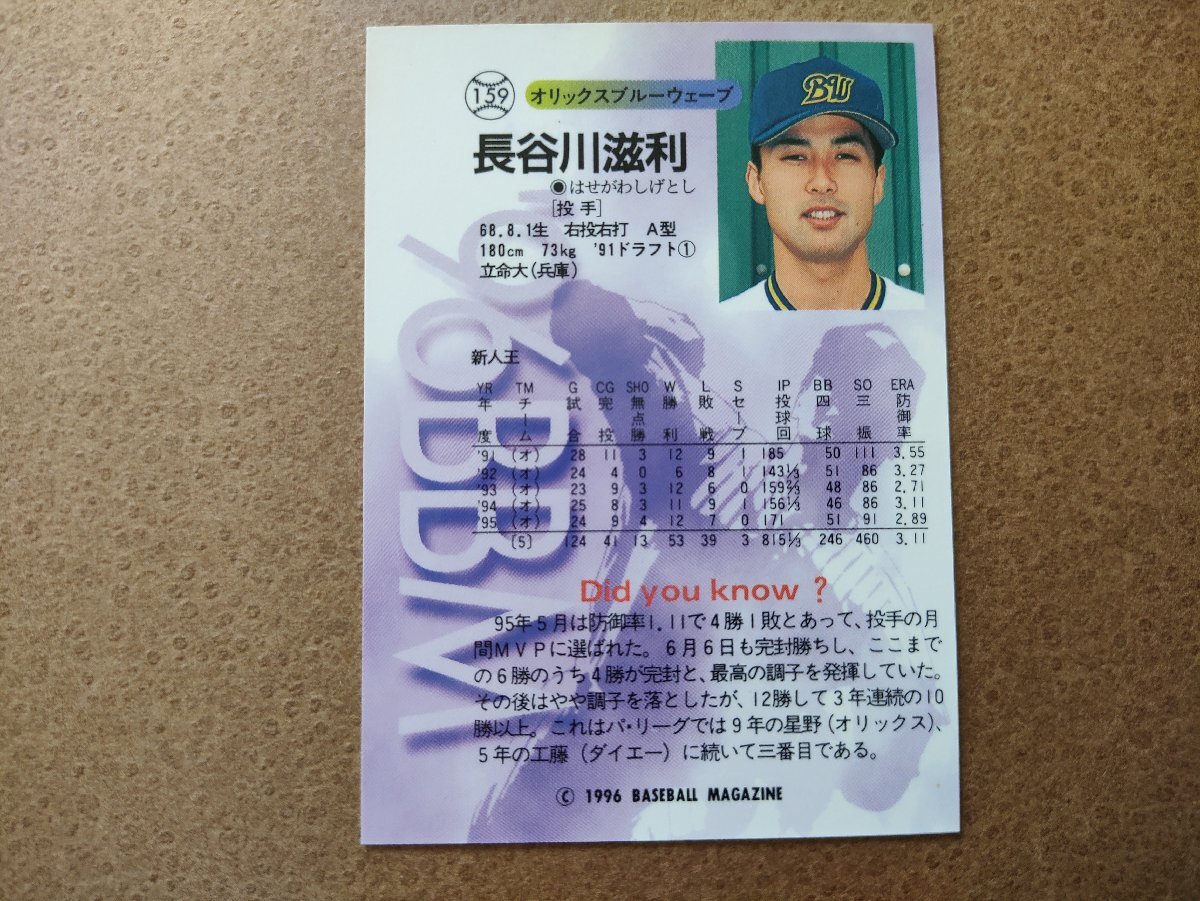 159 オリックスブルーウェーブ
BW
長谷川滋利
●はせがわしげとし
[投手]
68.8.1生 右投右打 A型
180cm 73kg '91ドラフト①
立命大(兵庫)
'96BBM
新人王
YR TM G CG SHO W L S IP BB SO ERA
年度 チーム 試合 完投 無点勝 勝利 敗戦 セーブ 投球回 四球 三振 防御率
'91 (オ) 28 11 3 12 9 1 185 50 111 3.55
'92 (オ) 24 4 0 6 8 1 143⅓ 51 86 3.27
'93 (オ) 23 9 3 12 6 0 159⅔ 48 86 2.71
'94 (オ) 25 8 3 11 9 1 156⅓ 46 86 3.11
'95 (オ) 24 9 4 12 7 0 171 51 91 2.89
[5] 124 41 13 53 39 3 815⅓ 246 460 3.11
Did you know ?
95年5月は防御率1.11で4勝1敗とあって、投手の月
間MVPに選ばれた。6月6日も完封勝ちし、ここまで
の6勝のうち4勝が完封と、最高の調子を発揮していた。
その後はやや調子を落としたが、12勝して3年連続の10
勝以上。これはパ・リーグでは9年の星野(オリックス)、
5年の工藤(ダイエー)に続いて三番目である。
© 1996 BASEBALL MAGAZINE